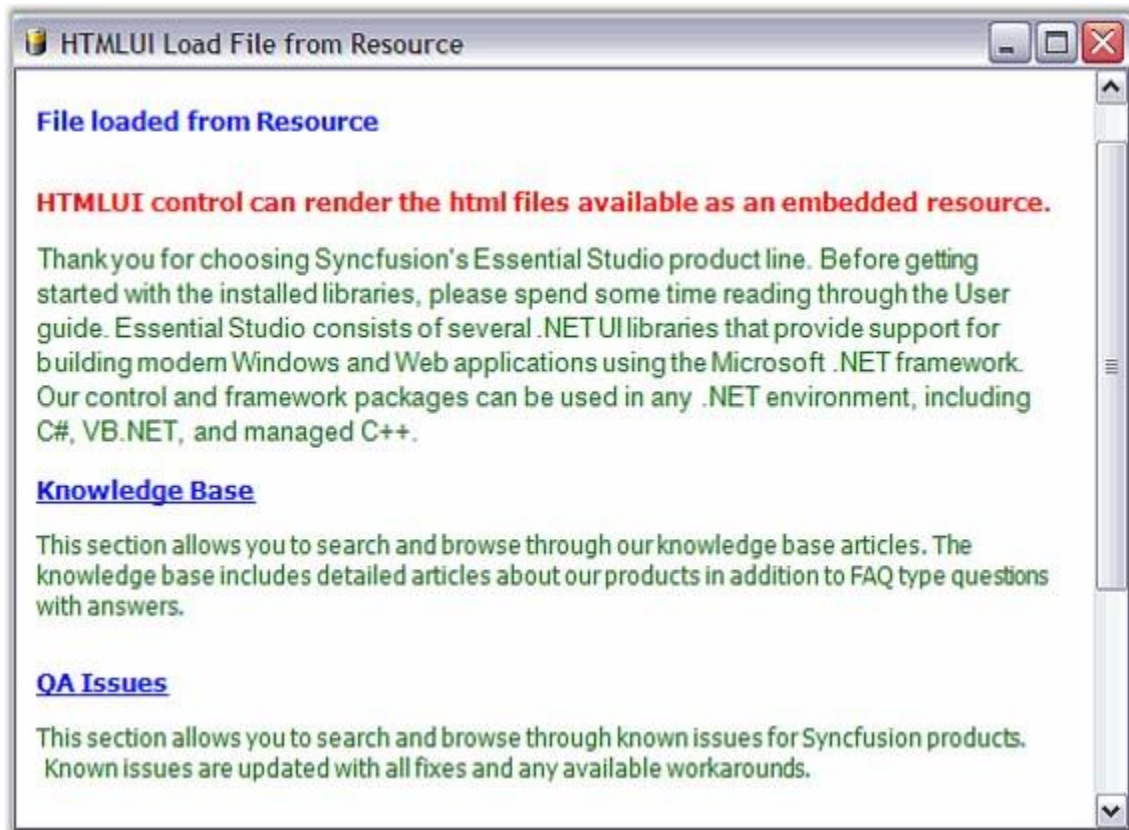 HTMLUI Load File from Resource
File loaded from Resource
HTMLUI control can render the html files available as an embedded resource.
Thank you for choosing Syncfusion's Essential Studio product line. Before getting
started with the installed libraries, please spend some time reading through the User
guide. Essential Studio consists of several .NET UI libraries that provide support for
building modern Windows and Web applications using the Microsoft .NET framework.
Our control and framework packages can be used in any .NET environment, including
C#, VB.NET, and managed C++.
Knowledge Base
This section allows you to search and browse through our knowledge base articles. The
knowledge base includes detailed articles about our products in addition to FAQ type questions
with answers.
QA Issues
This section allows you to search and browse through known issues for Syncfusion products.
Known issues are updated with all fixes and any available workarounds.